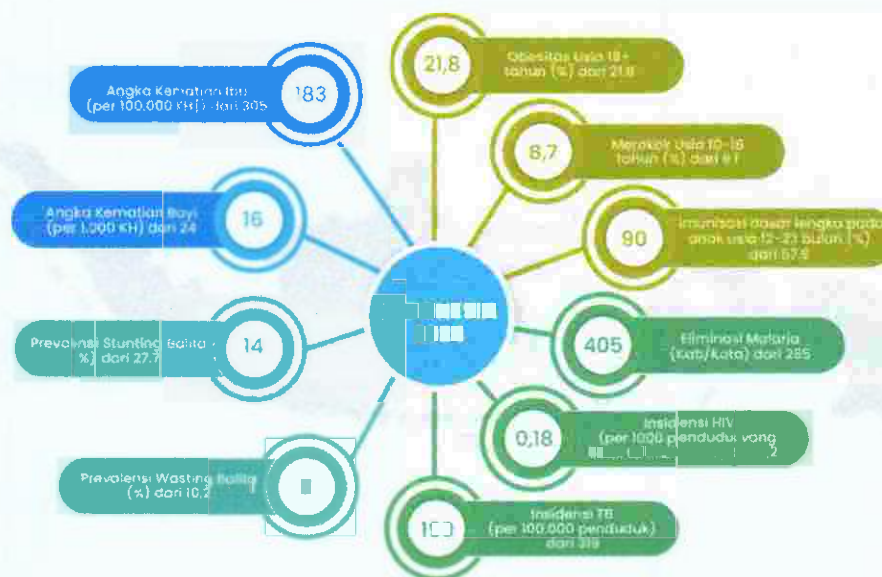 183
Angka Kematian Ibu
(per 100.000 KH) dari 305
16
Angka Kematian Bayi
(per 1.000 KH) dari 24
14
Prevalensi Stunting Balita
%) dari 27.7
Prevalensi Wasting Balita
(%) dari 10,2
21,8
Obesitas Usia 18+
tahun (%) dari 21.8
8,7
Merokok Usia 10-18
tahun (%) dari 9.1
90
Imunisasi dasar lengkap pada
anak usia 12-23 bulan (%)
dari 57.9
405
Eliminasi Malaria
(Kab/Kota) dari 285
0,18
Insidensi HIV
(per 1000 penduduk yang
Insidensi TB
(per 100.000 penduduk)
dari 319